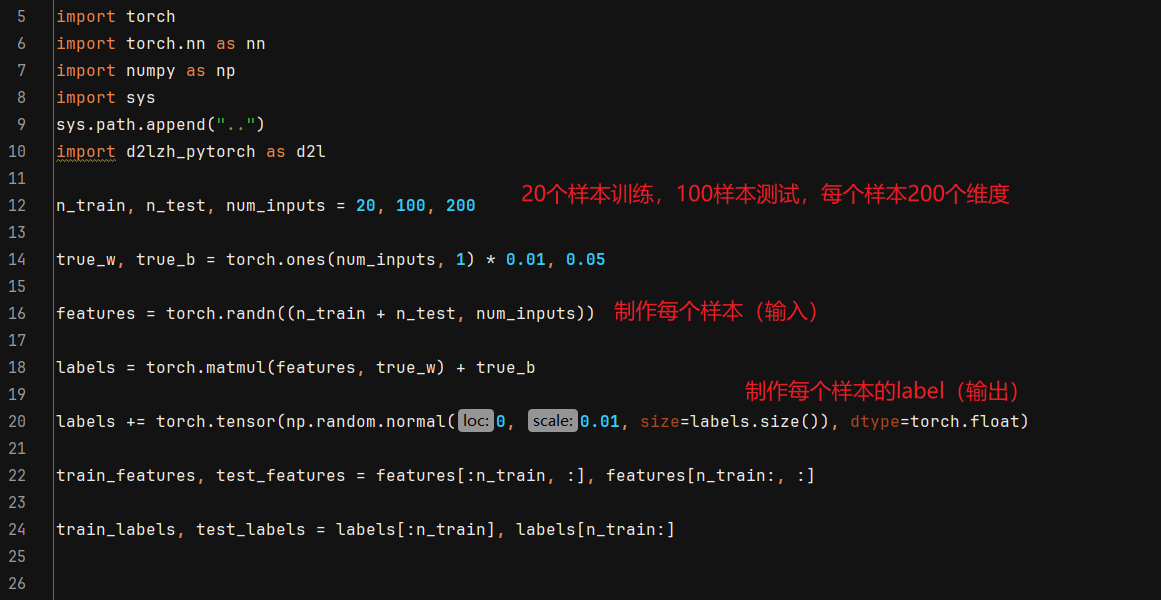 5 import torch
6 import torch.nn as nn
7 import numpy as np
8 import sys
9 sys.path.append("..")
10 import d2lzh_pytorch as d2l
11
20个样本训练，100样本测试，每个样本200个维度
12 n_train, n_test, num_inputs = 20, 100, 200
13
14 true_w, true_b = torch.ones(num_inputs, 1) * 0.01, 0.05
15
16 features = torch.randn((n_train + n_test, num_inputs)) 制作每个样本（输入）
17
18 labels = torch.matmul(features, true_w) + true_b
19 制作每个样本的label（输出）
20 labels += torch.tensor(np.random.normal(loc: 0, scale: 0.01, size=labels.size()), dtype=torch.float)
21
22 train_features, test_features = features[:n_train, :], features[n_train:, :]
23
24 train_labels, test_labels = labels[:n_train], labels[n_train:]
25
26